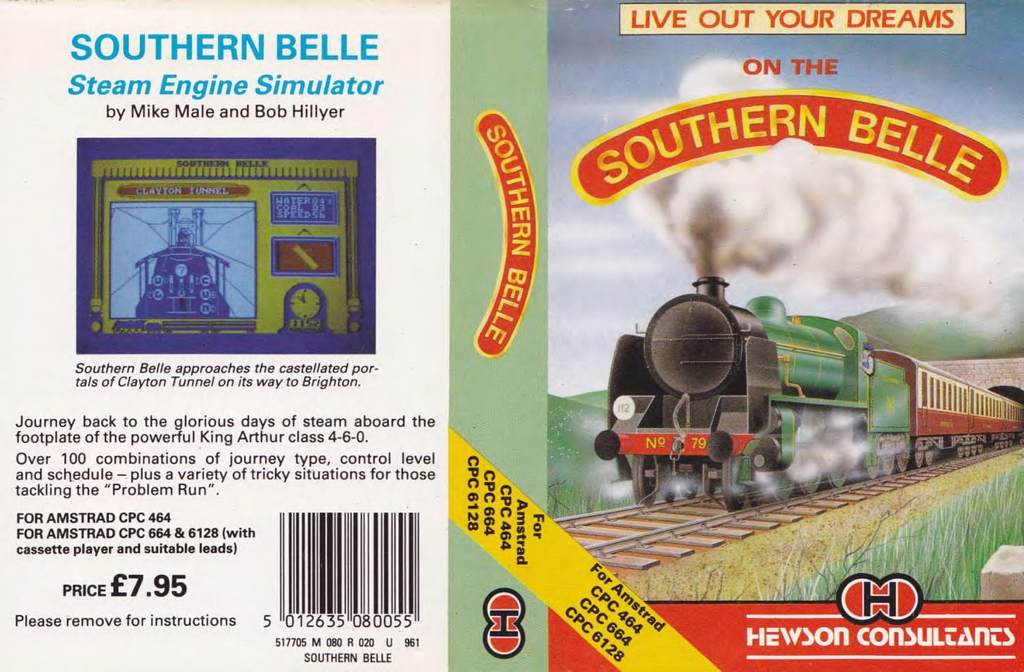 SOUTHERN BELLE
Steam Engine Simulator
by Mike Male and Bob Hillyer
SOUTHERN BELLE
CLAYTON TUNNEL
WATER
COAL 03
SPEED 56
Southern Belle approaches the castellated por-
tals of Clayton Tunnel on its way to Brighton.
Journey back to the glorious days of steam aboard the
footplate of the powerful King Arthur class 4-6-0.
Over 100 combinations of journey type, control level
and schedule – plus a variety of tricky situations for those
tackling the "Problem Run".
FOR AMSTRAD CPC 464
FOR AMSTRAD CPC 664 & 6128 (with
cassette player and suitable leads)
PRICE £7.95
Please remove for instructions
5 012635 080055
517705 M 080 R 020 U 961
SOUTHERN BELLE
SOUTHERN BELLE
For
Amstrad
CPC 464
CPC 664
CPC 6128
LIVE OUT YOUR DREAMS
ON THE
SOUTHERN BELLE
112
Nº 79
For Amstrad
CPC 464
CPC 664
CPC 6128
HEWSON CONSULTANTS